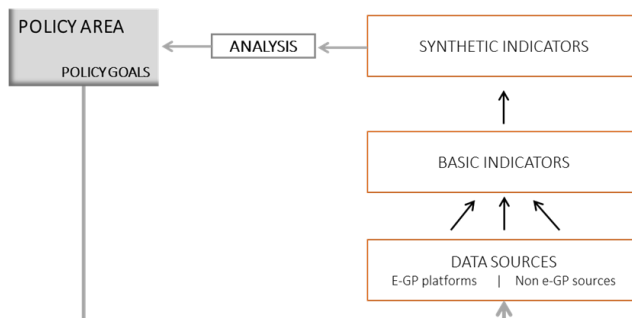 POLICY AREA
POLICY GOALS
ANALYSIS
SYNTHETIC INDICATORS
BASIC INDICATORS
DATA SOURCES
E-GP platforms | Non e-GP sources